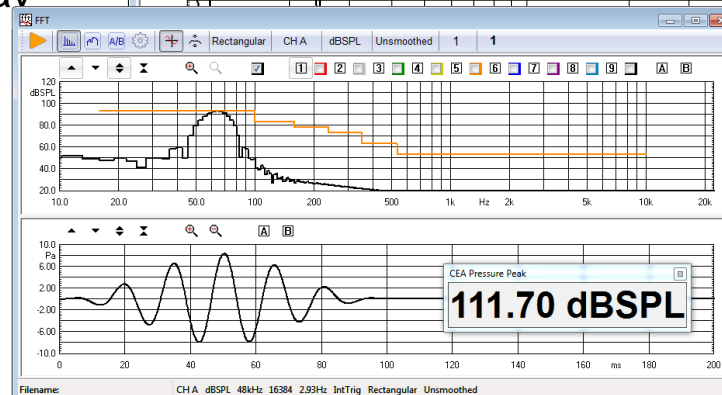 av
FFT
A/B Rectangular CH A dBSPL Unsmoothed 1 1
1 2 3 4 5 6 7 8 9 A B
120
dBSPL
100
80.0
60.0
40.0
20.0
10.0 20.0 50.0 100 200 500 1k Hz 2k 5k 10k 20k
A B
10.0
Pa
6.00
2.00
-2.00
-6.00
-10.0
0 20 40 60 80 100 120 140 160 ms 180 200
CEA Pressure Peak
111.70 dBSPL
Filename: CH A dBSPL 48kHz 16384 2.93Hz IntTrig Rectangular Unsmoothed